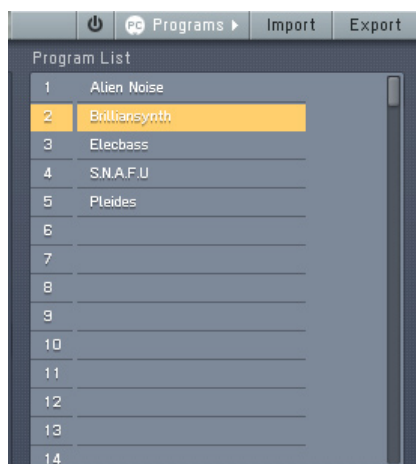 PC Programs Import Export
Program List
1 Alien Noise
2 Brilliansynth
3 Elecbass
4 S.N.A.F.U
5 Pleides
6
7
8
9
10
11
12
13
14